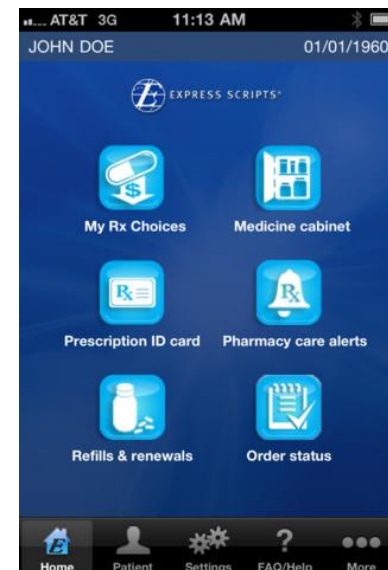 AT&T 3G 11:13 AM
JOHN DOE 01/01/1960
E EXPRESS SCRIPTS®
My Rx Choices Medicine cabinet
Prescription ID card Pharmacy care alerts
Refills & renewals Order status
Home Patient Settings FAQ/Help More